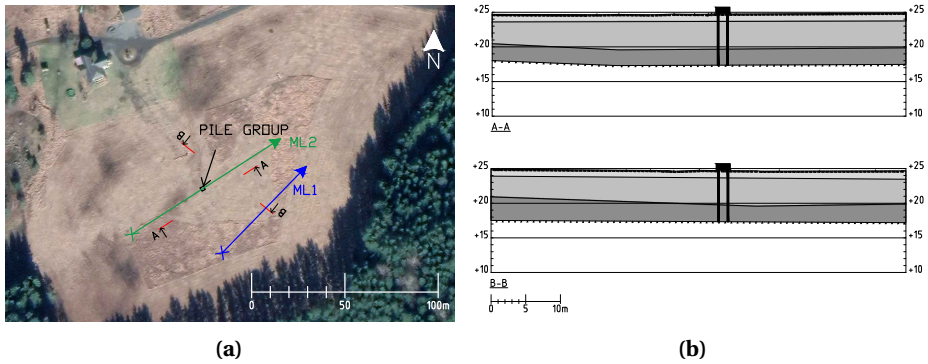 N
PILE GROUP
B
ML2
A
ML1
A
B
0 50 100m
(a)
+25 +25
+20 +20
+15 +15
+10 +10
A-A
+25 +25
+20 +20
+15 +15
+10 +10
B-B
0 5 10m
(b)